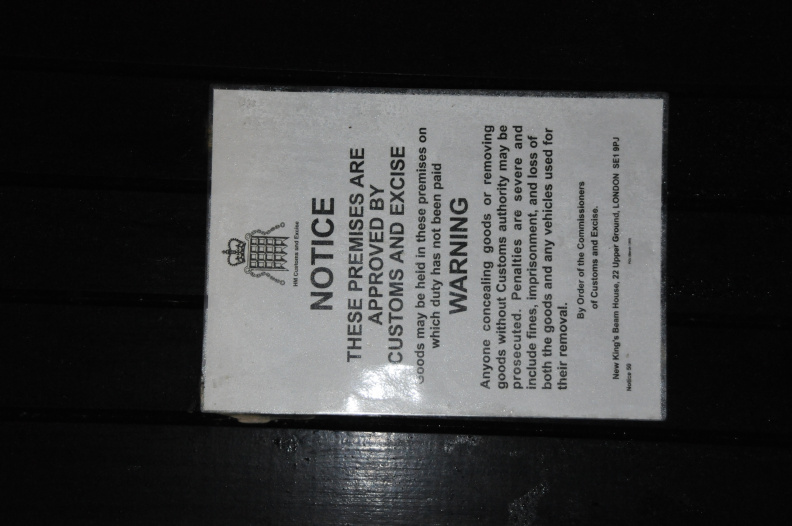 HM Customs and Excise
NOTICE
THESE PREMISES ARE
APPROVED BY
CUSTOMS AND EXCISE
Goods may be held in these premises on
which duty has not been paid
WARNING
Anyone concealing goods or removing
goods without Customs authority may be
prosecuted. Penalties are severe and
include fines, imprisonment, and loss of
both the goods and any vehicles used for
their removal.
By Order of the Commissioners
of Customs and Excise.
New King's Beam House, 22 Upper Ground, LONDON SE1 9PJ